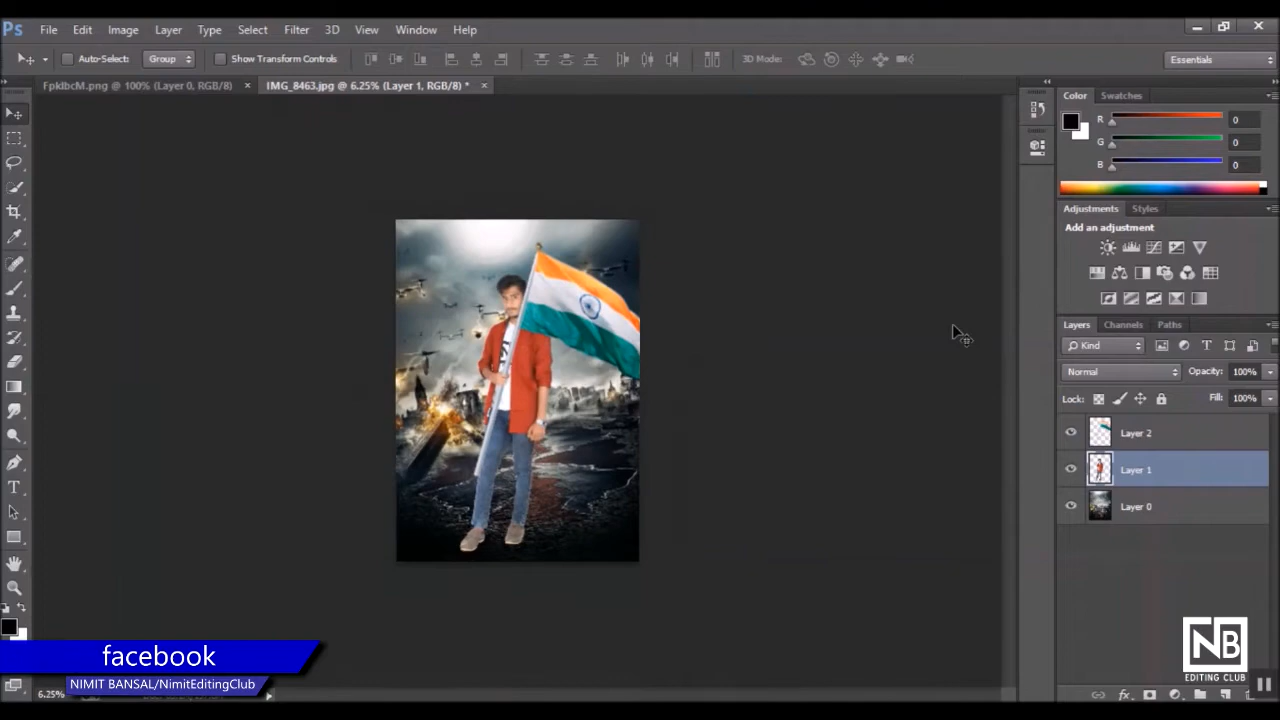 Ps File Edit Image Layer Type Select Filter 3D View Window Help
Auto-Select: Group Show Transform Controls 3D Mode: Essentials
FpklbcM.png @ 100% (Layer 0, RGB/8) × IMG_8463.jpg @ 6.25% (Layer 1, RGB/8) * ×
Color Swatches
R 0
G 0
B 0
Adjustments Styles
Add an adjustment
Layers Channels Paths
Kind
Normal Opacity: 100%
Lock: Fill: 100%
Layer 2
Layer 1
Layer 0
facebook
NIMIT BANSAL/NimitEditingClub
6.25%
NB
EDITING CLUB
fx